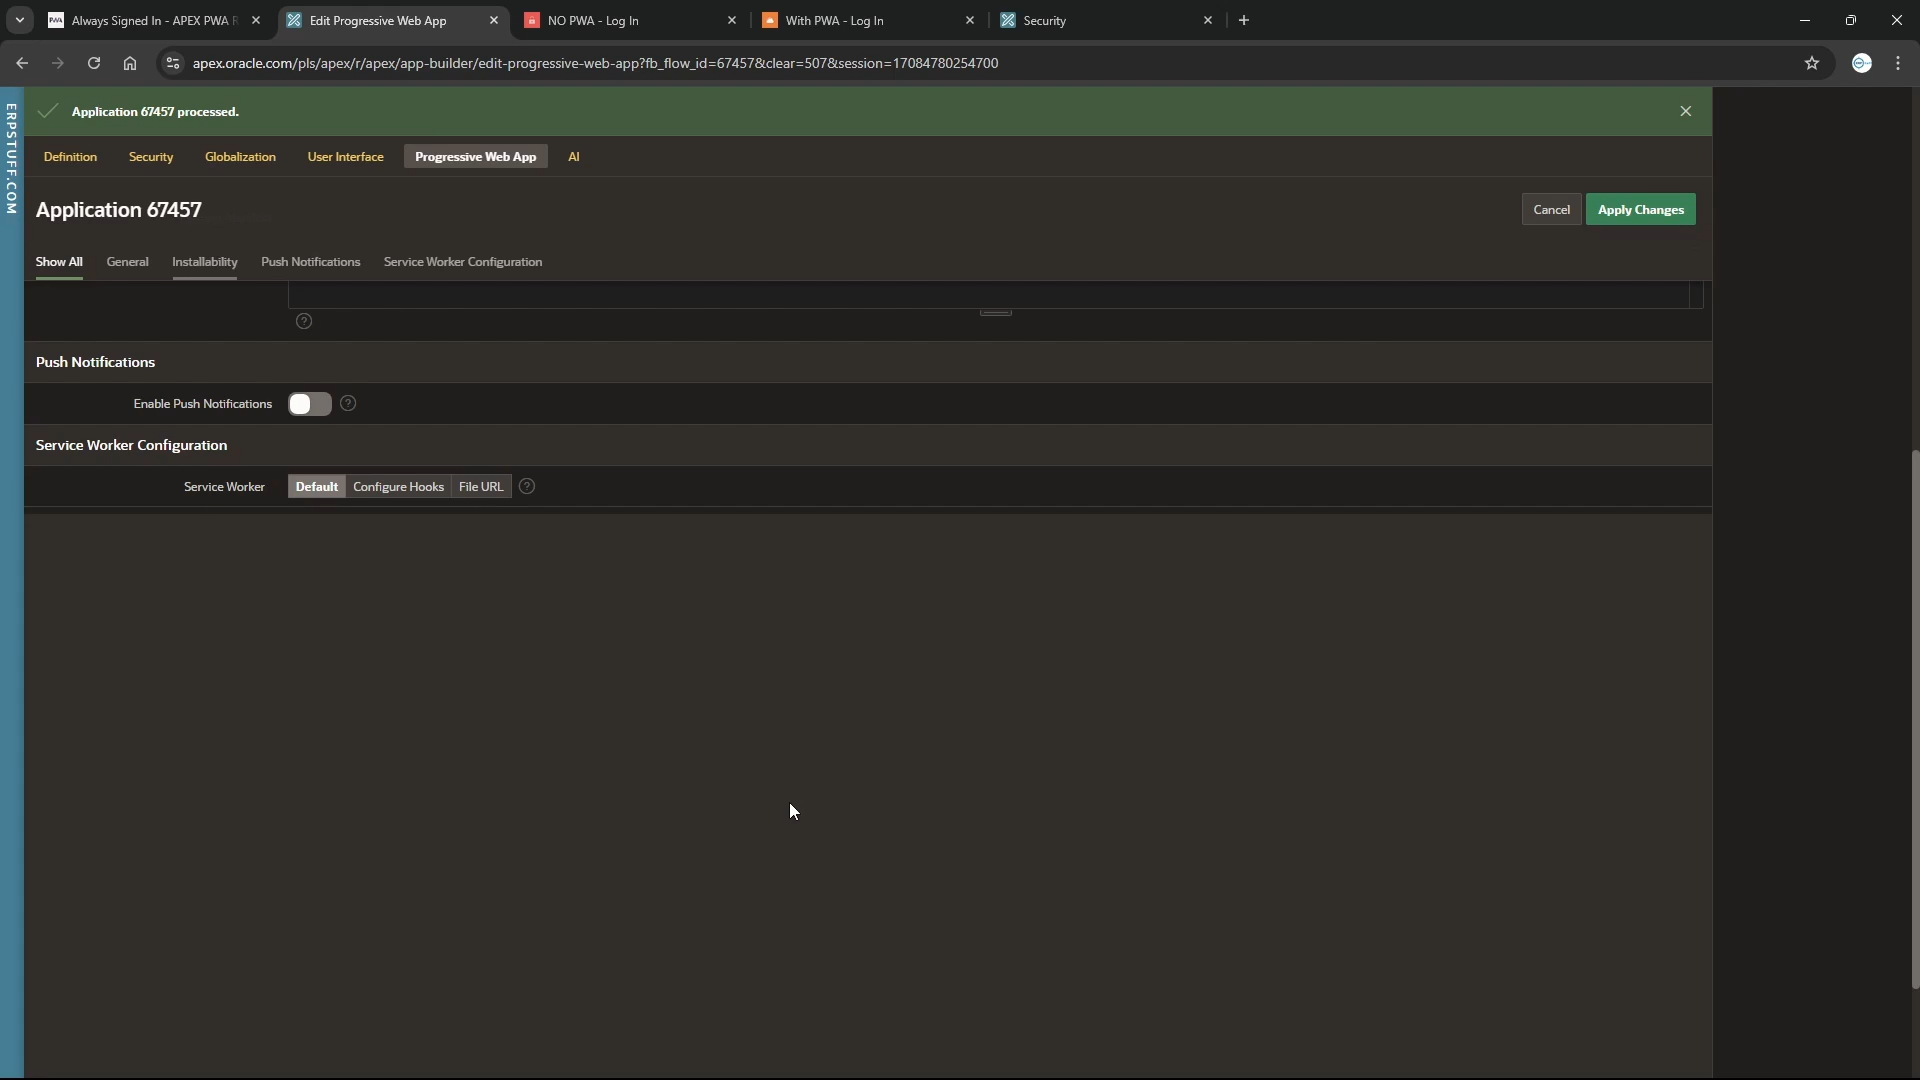 Always Signed In - APEX PWA R
Edit Progressive Web App
NO PWA - Log In
With PWA - Log In
Security
apex.oracle.com/pls/apex/r/apex/app-builder/edit-progressive-web-app?fb_flow_id=67457&clear=507&session=17084780254700
ERPSTUFF.COM
Application 67457 processed.
Definition
Security
Globalization
User Interface
Progressive Web App
AI
Application 67457
Cancel
Apply Changes
Show All
General
Installability
Push Notifications
Service Worker Configuration
Push Notifications
Enable Push Notifications
Service Worker Configuration
Service Worker
Default
Configure Hooks
File URL